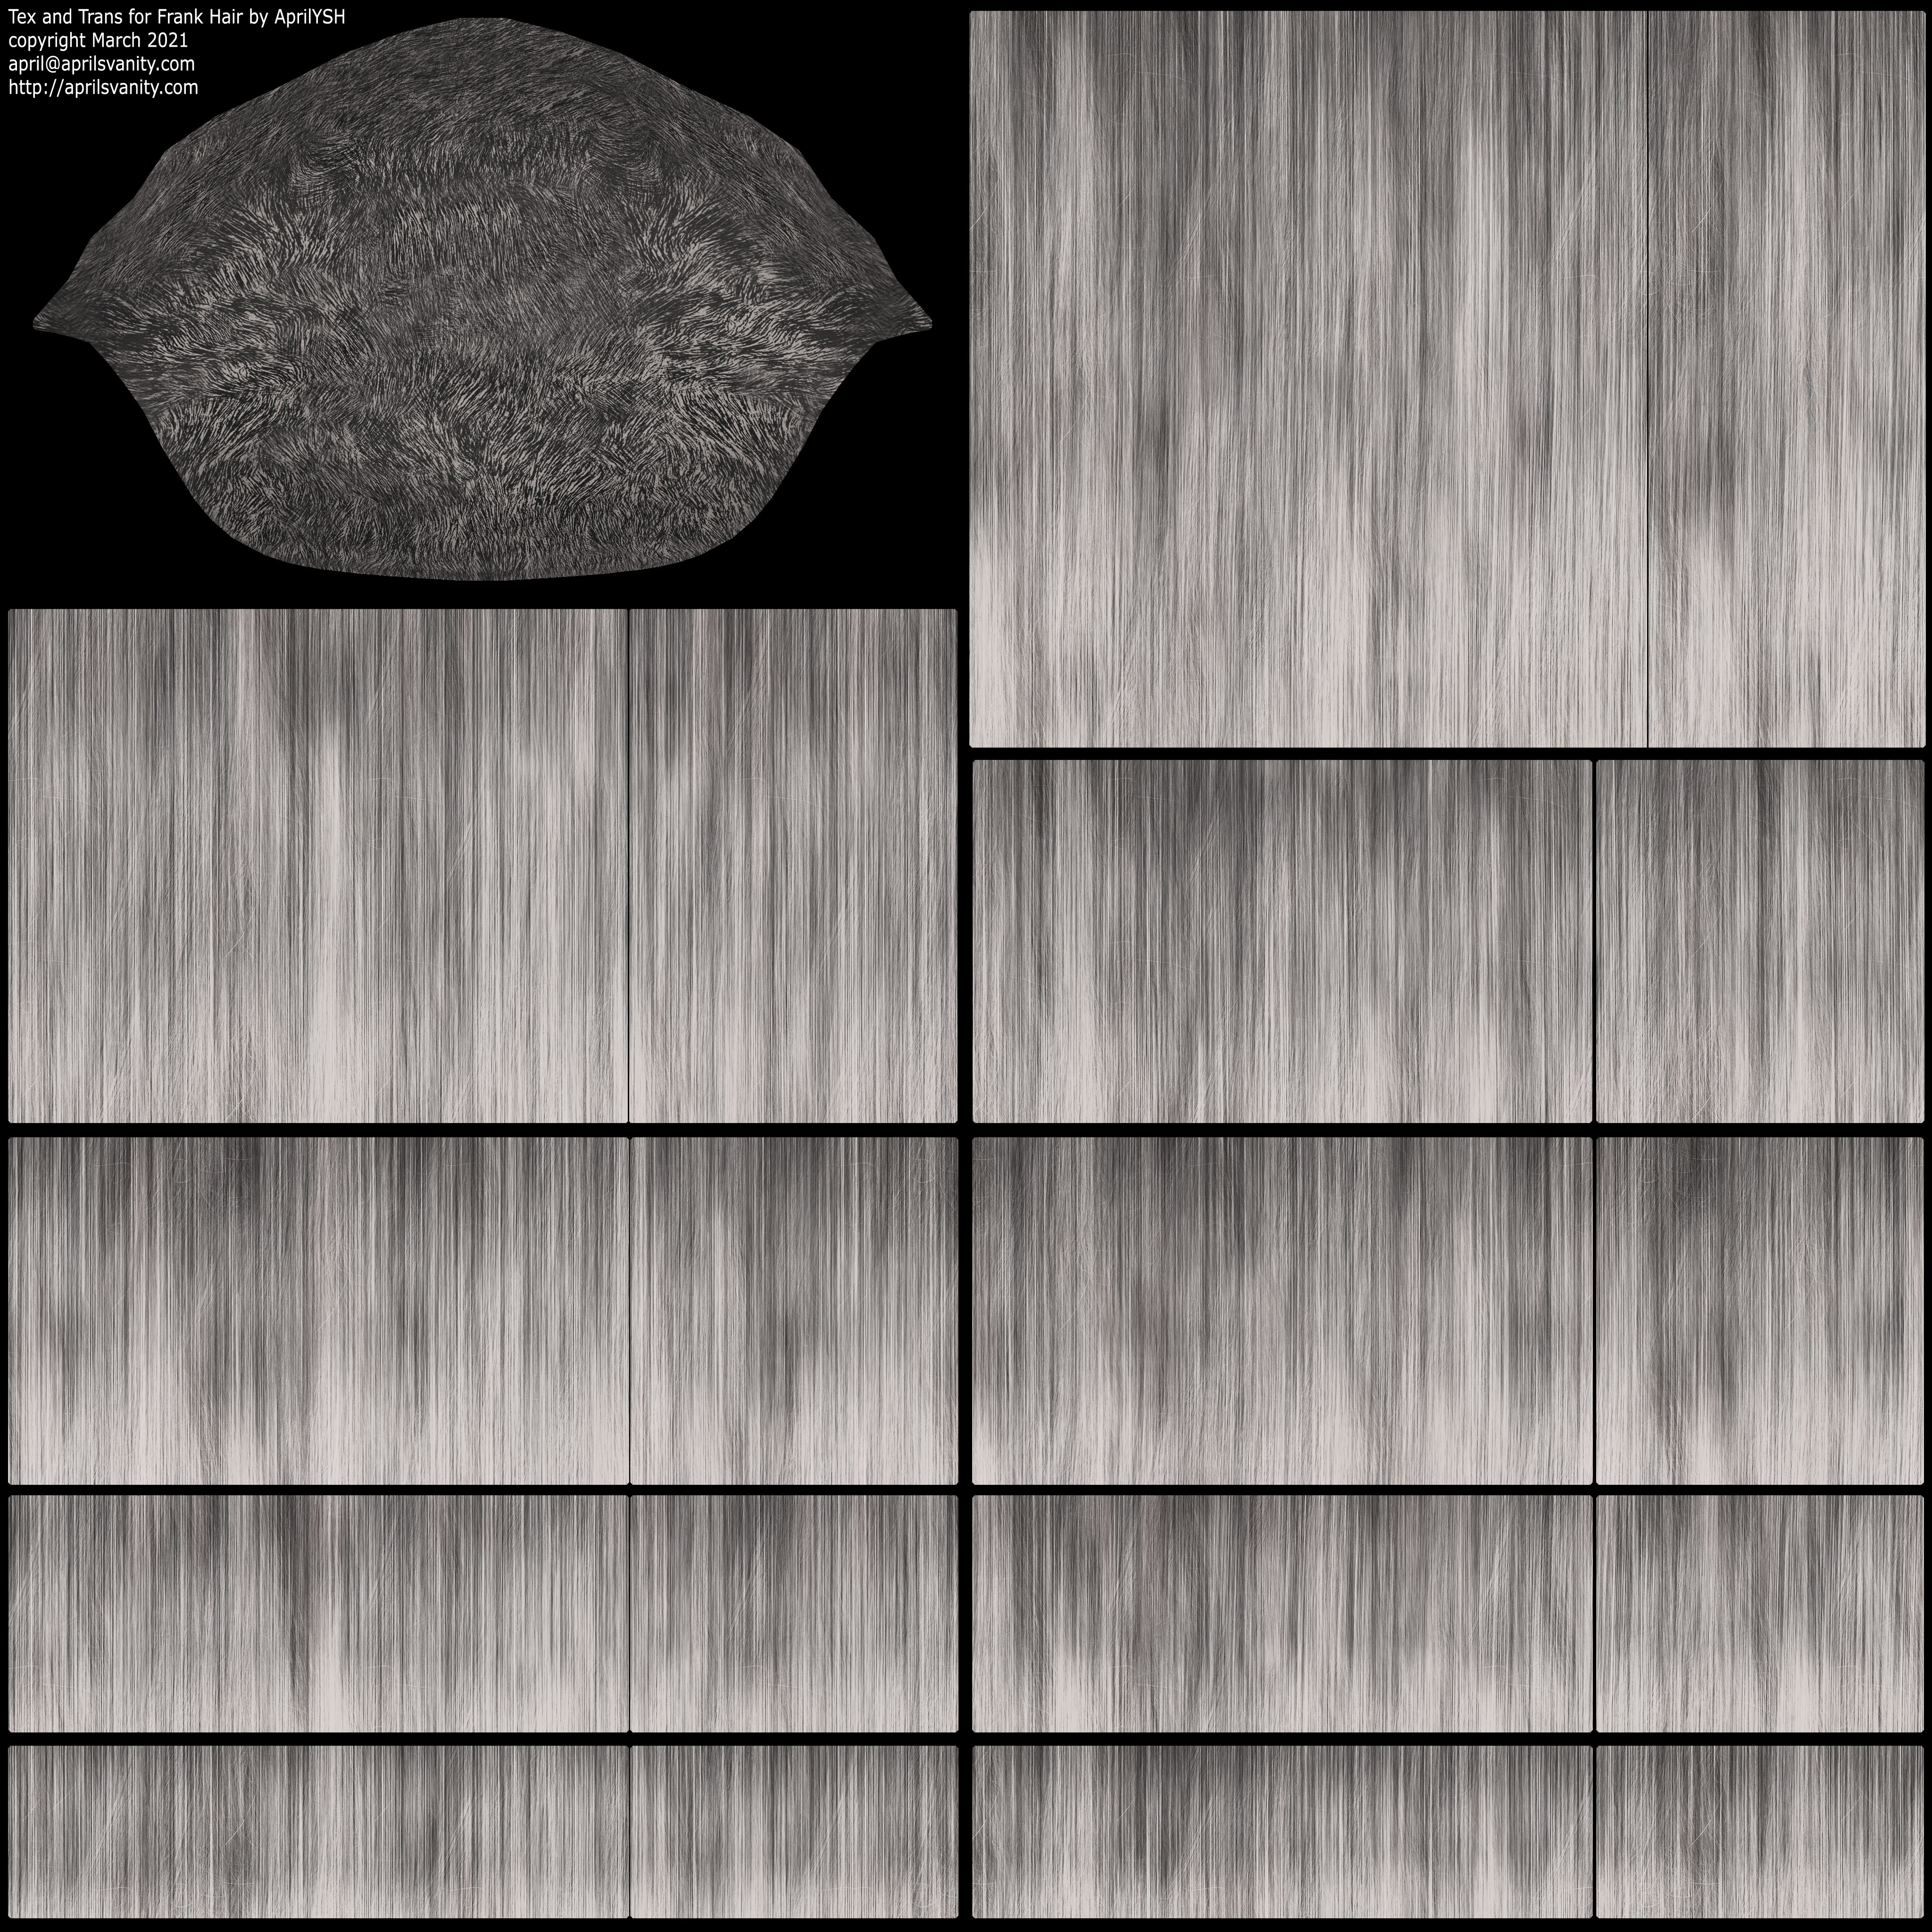 Tex and Trans for Frank Hair by AprilYSH
copyright March 2021
april@aprilsvanity.com
http://aprilsvanity.com